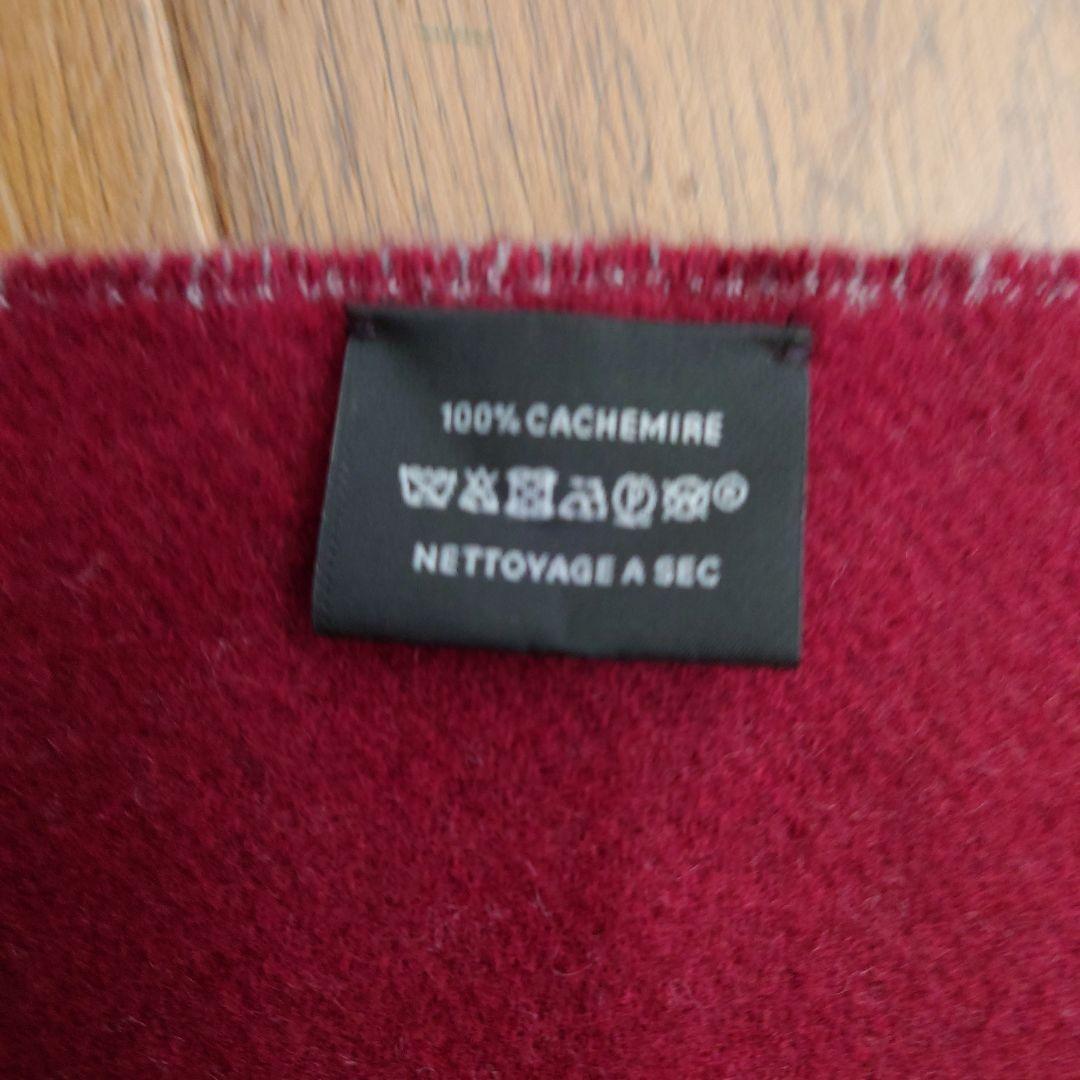 100% CACHEMIRE
P ®
NETTOYAGE A SEC